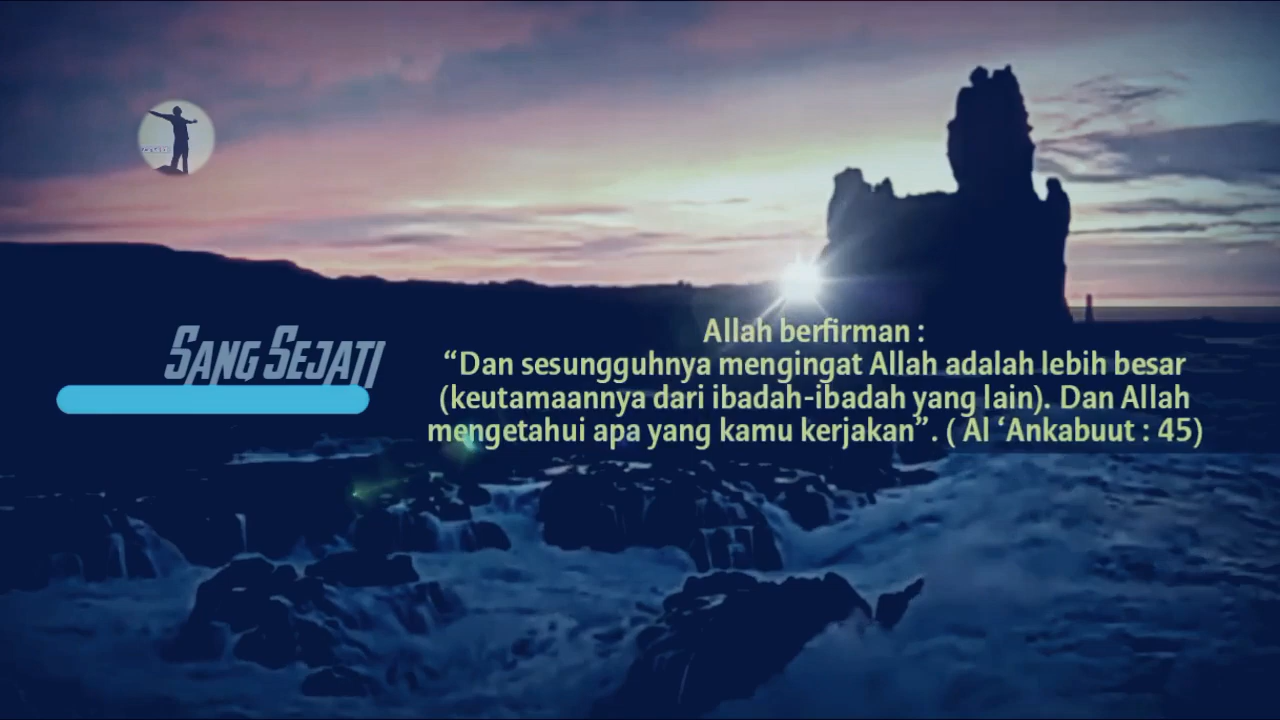 Sang Sejati
Allah berfirman :
“Dan sesungguhnya mengingat Allah adalah lebih besar
(keutamaannya dari ibadah-ibadah yang lain). Dan Allah
mengetahui apa yang kamu kerjakan”. ( Al ‘Ankabuut : 45)